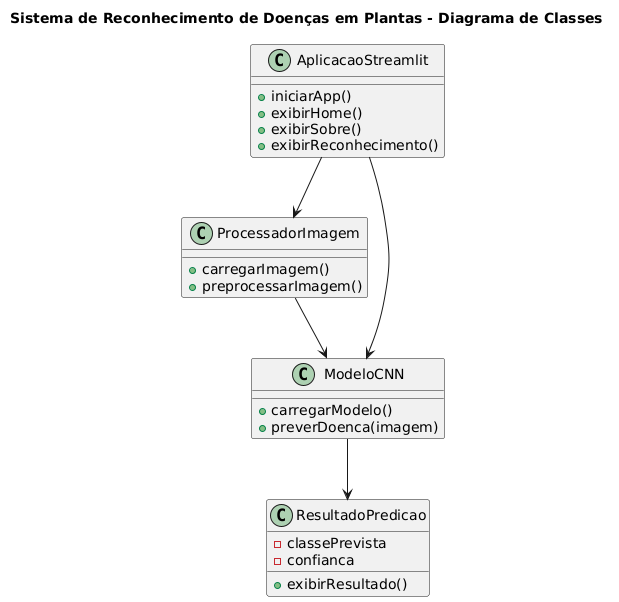 Sistema de Reconhecimento de Doenças em Plantas - Diagrama de Classes
C AplicacaoStreamlit
iniciarApp()
exibirHome()
exibirSobre()
exibirReconhecimento()
C ProcessadorImagem
carregarImagem()
preprocessarImagem()
C ModeloCNN
carregarModelo()
preverDoenca(imagem)
C ResultadoPredicao
classePrevista
confianca
exibirResultado()